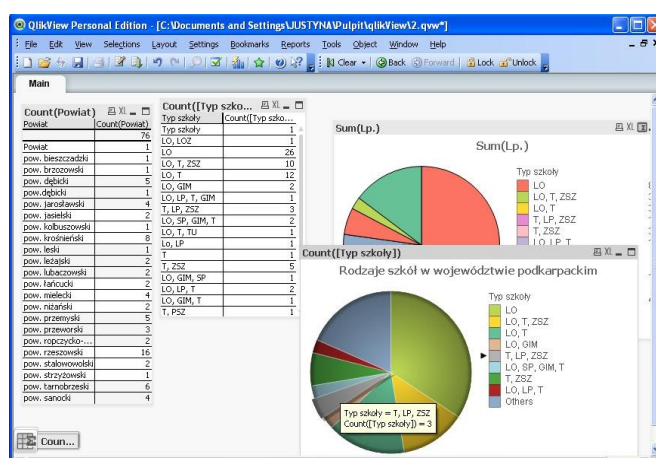 QlikView Personal Edition - [C:\Documents and Settings\JUSTYNA\Pulpit\qlikView\2.qvw*]
File Edit View Selections Layout Settings Bookmarks Reports Tools Object Window Help
Clear Back Forward Lock Unlock
Main
Count(Powiat) XL
Powiat Count(Powiat)
76
Powiat 1
pow. bieszczadzki 1
pow. brzozowski 1
pow. dębicki 5
pow.dębicki 1
pow. jarosławski 4
pow. jasielski 2
pow. kolbuszowski 1
pow. krośnieński 8
pow. leski 1
pow. leżajski 2
pow. lubaczowski 2
pow. łańcucki 2
pow. mielecki 4
pow. niżański 2
pow. przemyski 5
pow. przeworski 3
pow. ropczycko-... 2
pow. rzeszowski 16
pow. stalowowolski 2
pow. strzyżowski 1
pow. tarnobrzeski 6
pow. sanocki 4
Coun...
Count([Typ szko... XL
Typ szkoły Count([Typ szko...
Typ szkoły 1
LO, LOZ 1
LO 26
LO, T, ZSZ 10
LO, T 12
LO, GIM 2
LO, LP, T, GIM 1
T, LP, ZSZ 3
LO, SP, GIM, T 2
LO, T, TU 1
Lo, LP 1
T 1
T, ZSZ 5
LO, GIM, SP 1
LO, LP, T 2
LO, GIM, T 1
T, PSZ 1
Sum(Lp.) XL
Sum(Lp.)
Typ szkoły
LO
LO, T, ZSZ
LO, T
T, LP, ZSZ
T, ZSZ
LO, LP, T
Count([Typ szkoły]) XL
Rodzaje szkół w województwie podkarpackim
Typ szkoły
LO
LO, T, ZSZ
LO, T
LO, GIM
T, LP, ZSZ
LO, SP, GIM, T
T, ZSZ
LO, LP, T
Others
Typ szkoły = T, LP, ZSZ
Count([Typ szkoły]) = 3